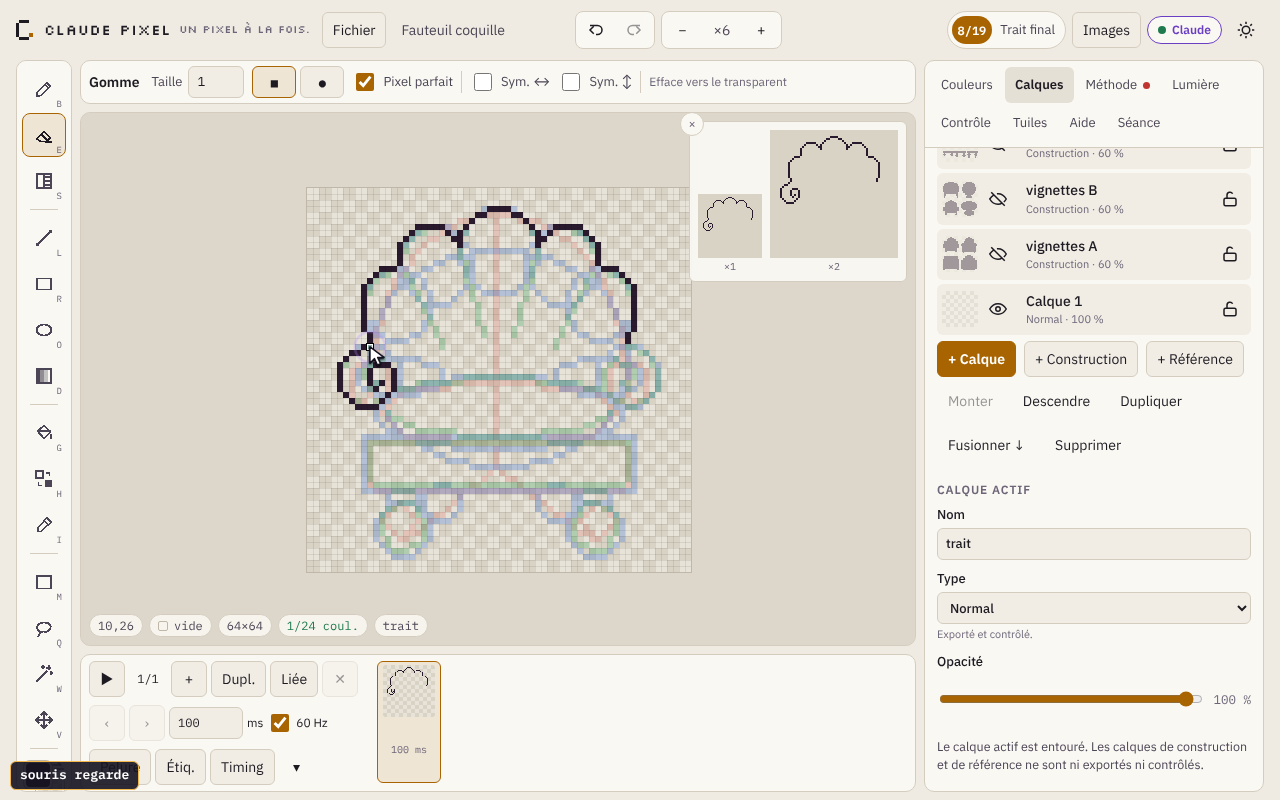 CLAUDE PIXEL UN PIXEL À LA FOIS. Fichier Fauteuil coquille − ×6 + 8/19 Trait final Images Claude
Gomme Taille 1 ■ ● Pixel parfait Sym. ↔ Sym. ↕ Efface vers le transparent
B
E
S
L
R
O
D
G
H
I
M
Q
W
V
×
×1 ×2
10,26 vide 64×64 1/24 coul. trait
▶ 1/1 + Dupl. Liée ×
‹ › 100 ms 60 Hz
Étiq. Timing ▼
100 ms
souris regarde
Couleurs Calques Méthode Lumière
Contrôle Tuiles Aide Séance
Construction · 60 %
vignettes B
Construction · 60 %
vignettes A
Construction · 60 %
Calque 1
Normal · 100 %
+ Calque + Construction + Référence
Monter Descendre Dupliquer
Fusionner ↓ Supprimer
CALQUE ACTIF
Nom
trait
Type
Normal
Exporté et contrôlé.
Opacité
100 %
Le calque actif est entouré. Les calques de construction
et de référence ne sont ni exportés ni contrôlés.